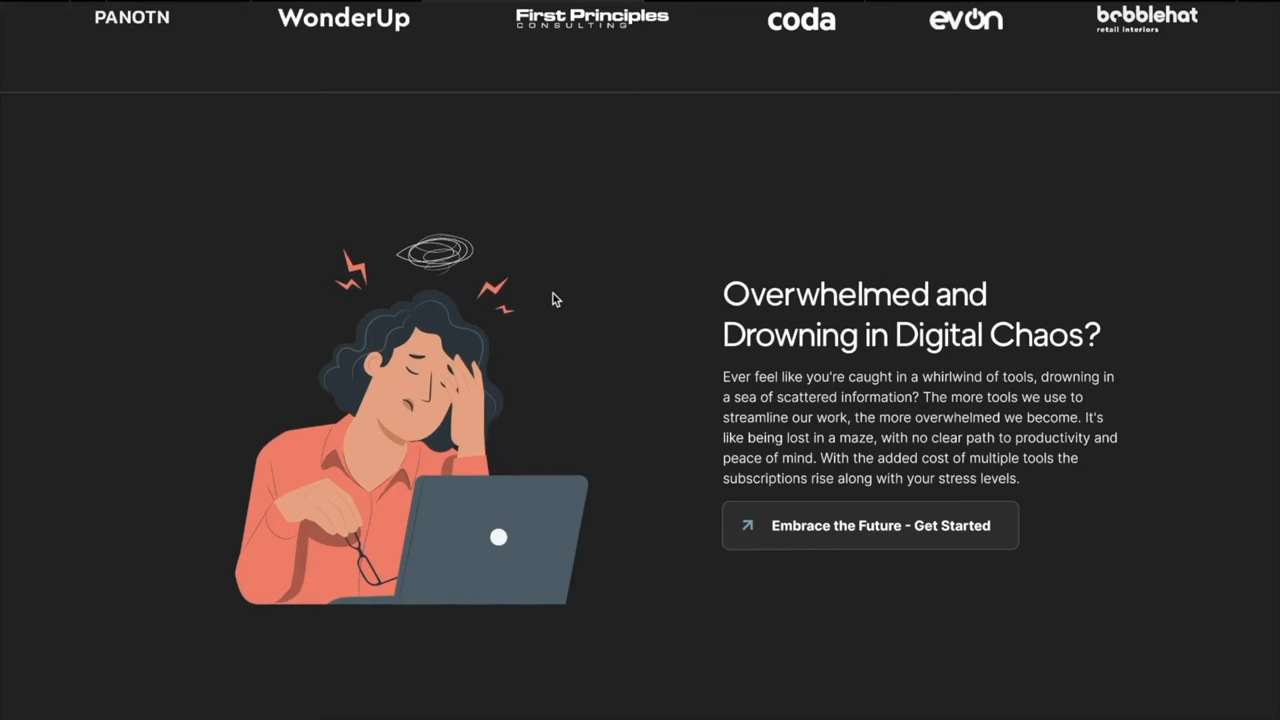 PANOTN
WonderUp
First Principles
CONSULTING
coda
evon
bobblehat
retail interiors
Overwhelmed and
Drowning in Digital Chaos?
Ever feel like you're caught in a whirlwind of tools, drowning in
a sea of scattered information? The more tools we use to
streamline our work, the more overwhelmed we become. It's
like being lost in a maze, with no clear path to productivity and
peace of mind. With the added cost of multiple tools the
subscriptions rise along with your stress levels.
Embrace the Future - Get Started